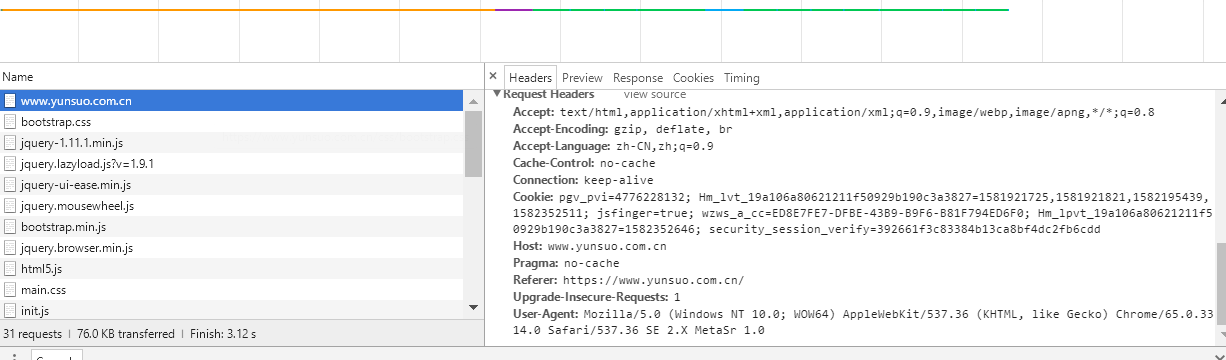 Name
www.yunsuo.com.cn
bootstrap.css
jquery-1.11.1.min.js
jquery.lazyload.js?v=1.9.1
jquery-ui-ease.min.js
jquery.mousewheel.js
bootstrap.min.js
jquery.browser.min.js
html5.js
main.css
init.js
31 requests | 76.0 KB transferred | Finish: 3.12 s
× Headers Preview Response Cookies Timing
▼Request Headers view source
Accept: text/html,application/xhtml+xml,application/xml;q=0.9,image/webp,image/apng,*/*;q=0.8
Accept-Encoding: gzip, deflate, br
Accept-Language: zh-CN,zh;q=0.9
Cache-Control: no-cache
Connection: keep-alive
Cookie: pgv_pvi=4776228132; Hm_lvt_19a106a80621211f50929b190c3a3827=1581921725,1581921821,1582195439,
1582352511; jsfinger=true; wzws_a_cc=ED8E7FE7-DFBE-43B9-B9F6-B81F794ED6F0; Hm_lpvt_19a106a80621211f5
0929b190c3a3827=1582352646; security_session_verify=392661f3c83384b13ca8bf4dc2fb6cdd
Host: www.yunsuo.com.cn
Pragma: no-cache
Referer: https://www.yunsuo.com.cn/
Upgrade-Insecure-Requests: 1
User-Agent: Mozilla/5.0 (Windows NT 10.0; WOW64) AppleWebKit/537.36 (KHTML, like Gecko) Chrome/65.0.33
14.0 Safari/537.36 SE 2.X MetaSr 1.0